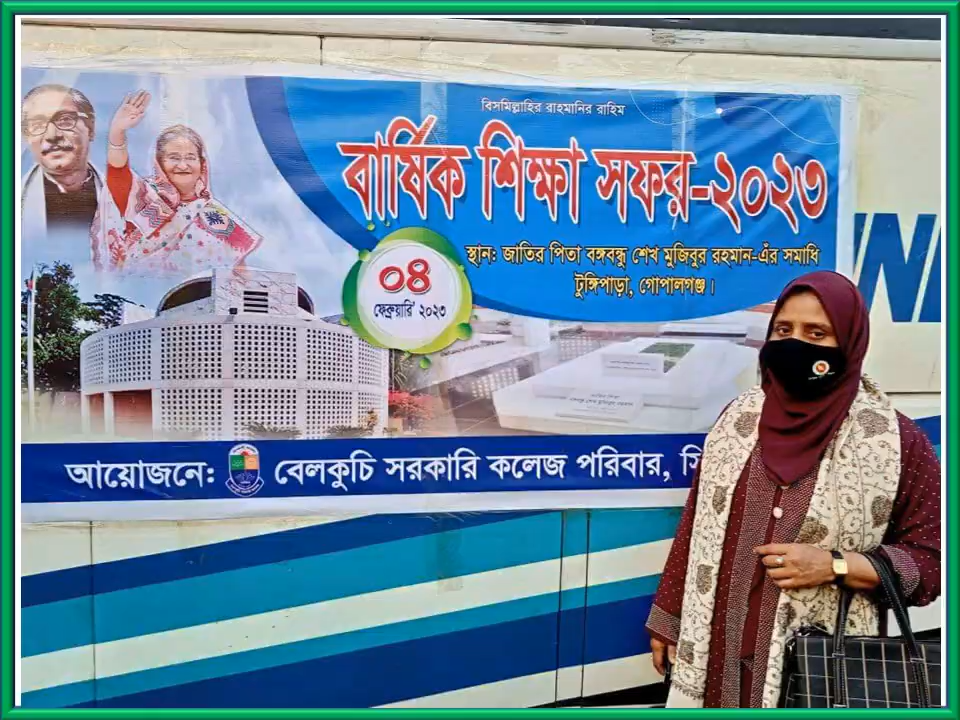 বিসমিল্লাহির রাহমানির রাহিম
বার্ষিক শিক্ষা সফর-২০২৩
স্থান: জাতির পিতা বঙ্গবন্ধু শেখ মুজিবুর রহমান-এঁর সমাধি
টুঙ্গিপাড়া, গোপালগঞ্জ।
০৪
ফেব্রুয়ারি' ২০২৩
আয়োজনে: বেলকুচি সরকারি কলেজ পরিবার, সি